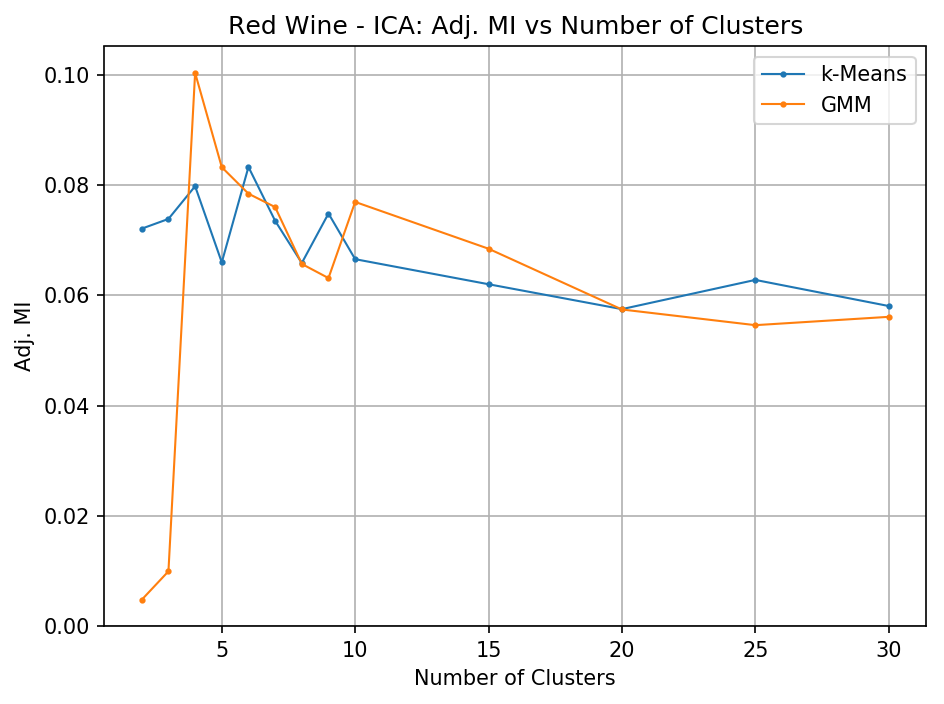 Red Wine - ICA: Adj. MI vs Number of Clusters
k-Means
GMM
Adj. MI
0.10
0.08
0.06
0.04
0.02
0.00
5 10 15 20 25 30
Number of Clusters